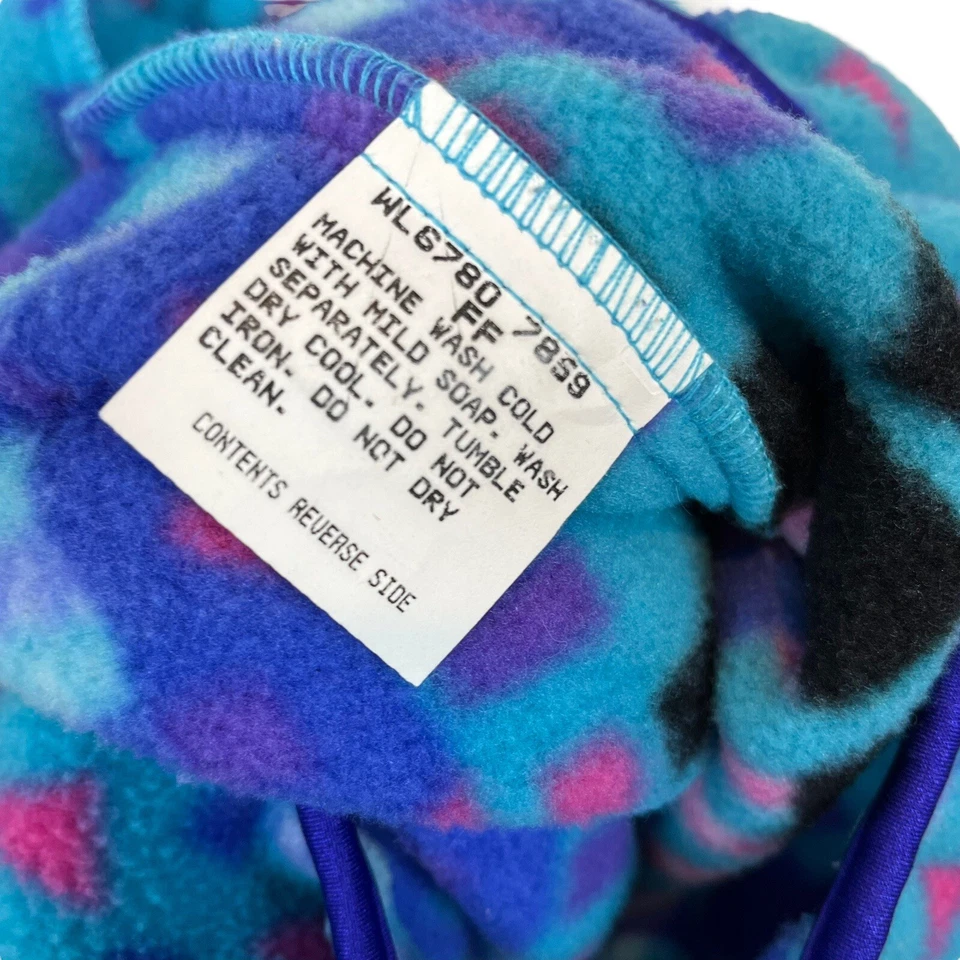 WL6780 7859
FF
MACHINE WASH COLD
WITH MILD SOAP. WASH
SEPARATELY. TUMBLE
DRY COOL. DO NOT
IRON. DO NOT DRY
CLEAN.
CONTENTS REVERSE SIDE